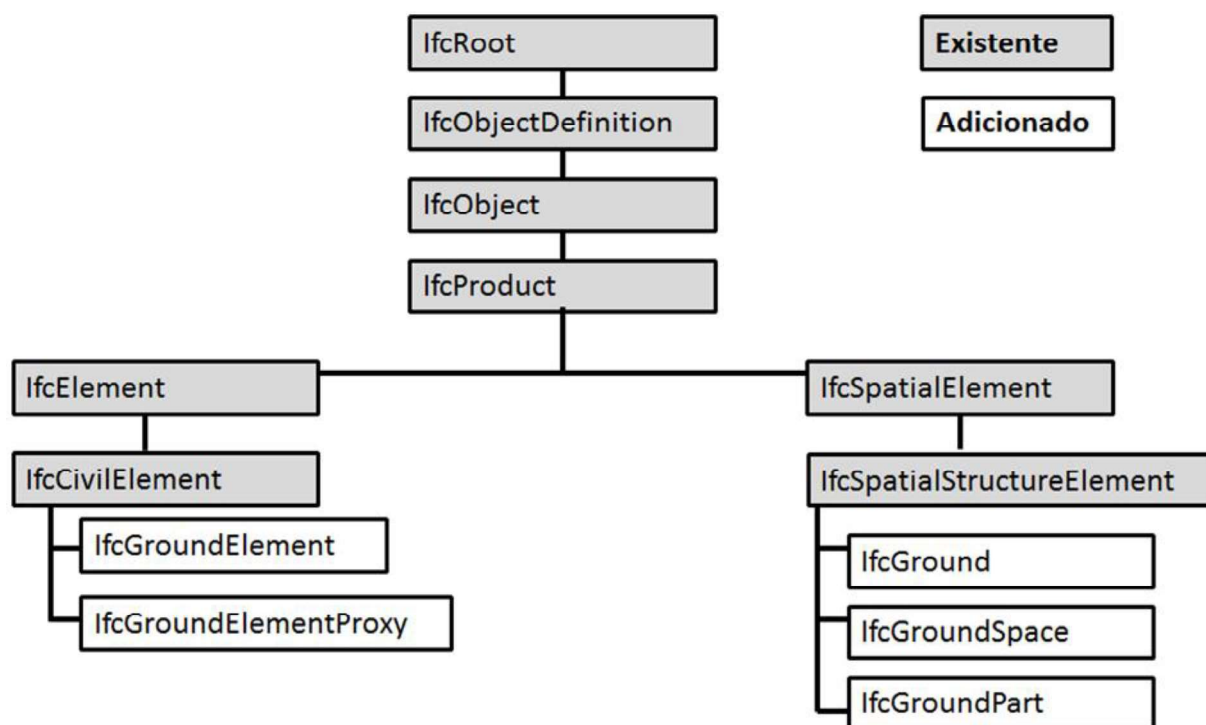 IfcRoot
Existente
IfcObjectDefinition
Adicionado
IfcObject
IfcProduct
IfcElement
IfcSpatialElement
IfcCivilElement
IfcSpatialStructureElement
IfcGroundElement
IfcGround
IfcGroundElementProxy
IfcGroundSpace
IfcGroundPart